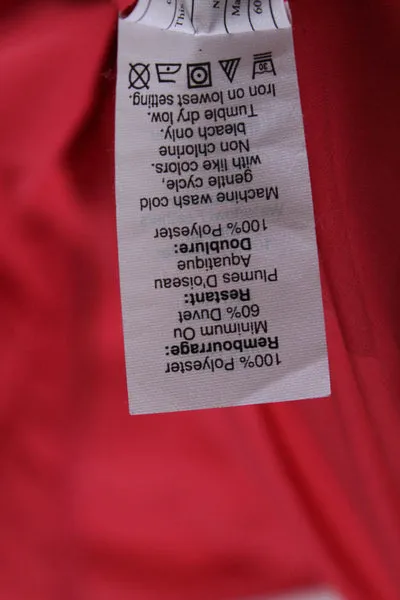 100% Polyester
Rembourrage:
Minimum Ou
60% Duvet
Restant:
Plumes D'oiseau
Aquatique
Doublure:
100% Polyester
Machine wash cold
gentle cycle,
with like colors.
Non chlorine
bleach only.
Tumble dry low.
Iron on lowest setting.
30